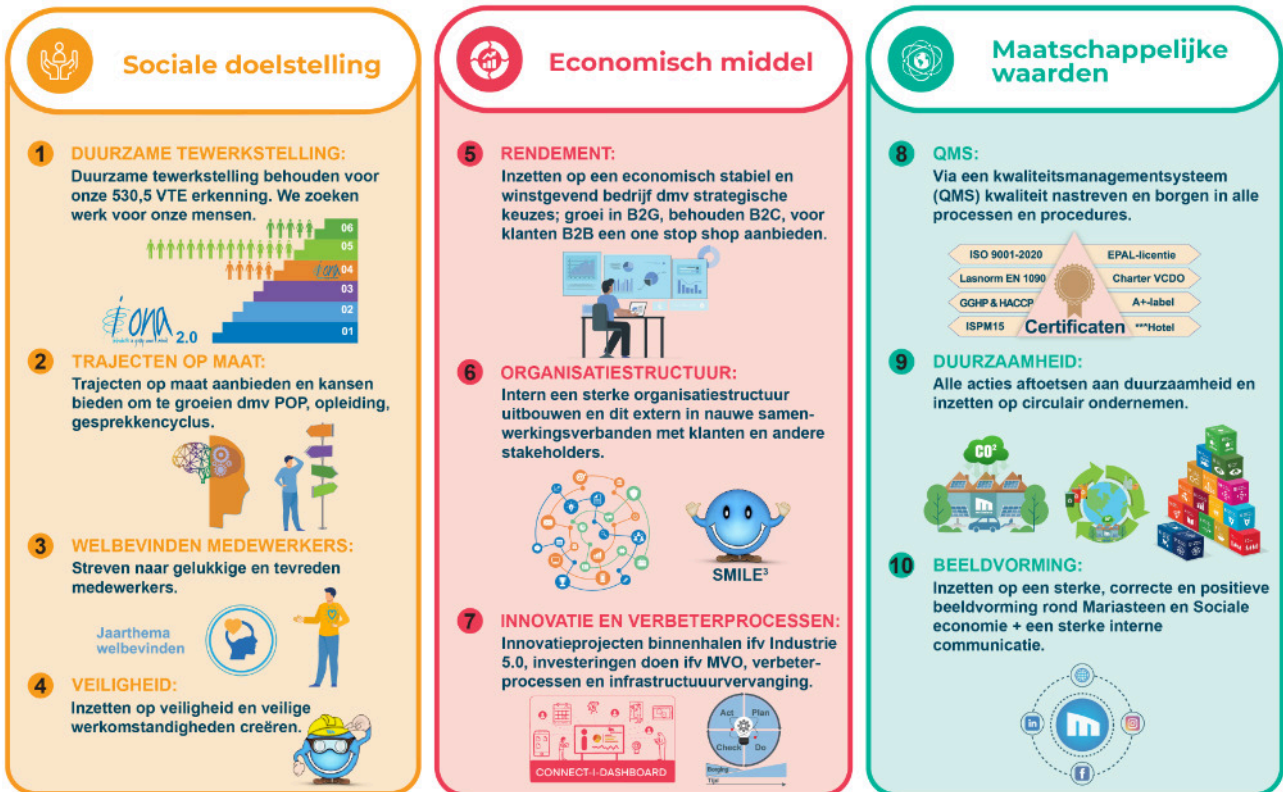 Sociale doelstelling
1 DUURZAME TEWERKSTELLING:
Duurzame tewerkstelling behouden voor
onze 530,5 VTE erkenning. We zoeken
werk voor onze mensen.
06
05
iona 04
03
02
01
iona 2.0
2 TRAJECTEN OP MAAT:
Trajecten op maat aanbieden en kansen
bieden om te groeien dmv POP, opleiding,
gesprekkencyclus.
3 WELBEVINDEN MEDEWERKERS:
Streven naar gelukkige en tevreden
medewerkers.
Jaarthema
welbevinden
4 VEILIGHEID:
Inzetten op veiligheid en veilige
werkomstandigheden creëren.
Economisch middel
5 RENDEMENT:
Inzetten op een economisch stabiel en
winstgevend bedrijf dmv strategische
keuzes; groei in B2G, behouden B2C, voor
klanten B2B een one stop shop aanbieden.
6 ORGANISATIESTRUCTUUR:
Intern een sterke organisatiestructuur
uitbouwen en dit extern in nauwe samen-
werkingsverbanden met klanten en andere
stakeholders.
SMILE³
7 INNOVATIE EN VERBETERPROCESSEN:
Innovatieprojecten binnenhalen ifv Industrie
5.0, investeringen doen ifv MVO, verbeter-
processen en infrastructuuurvervanging.
CONNECT-I-DASHBOARD
Act Plan
Check Do
Borging
Tijd
Maatschappelijke
waarden
8 QMS:
Via een kwaliteitsmanagementsysteem
(QMS) kwaliteit nastreven en borgen in alle
processen en procedures.
ISO 9001-2020 EPAL-licentie
Lasnorm EN 1090 Charter VCDO
GGHP & HACCP A+-label
ISPM15 Certificaten ***Hotel
9 DUURZAAMHEID:
Alle acties aftoetsen aan duurzaamheid en
inzetten op circulair ondernemen.
CO²
10 BEELDVORMING:
Inzetten op een sterke, correcte en positieve
beeldvorming rond Mariasteen en Sociale
economie + een sterke interne
communicatie.
m
in
f